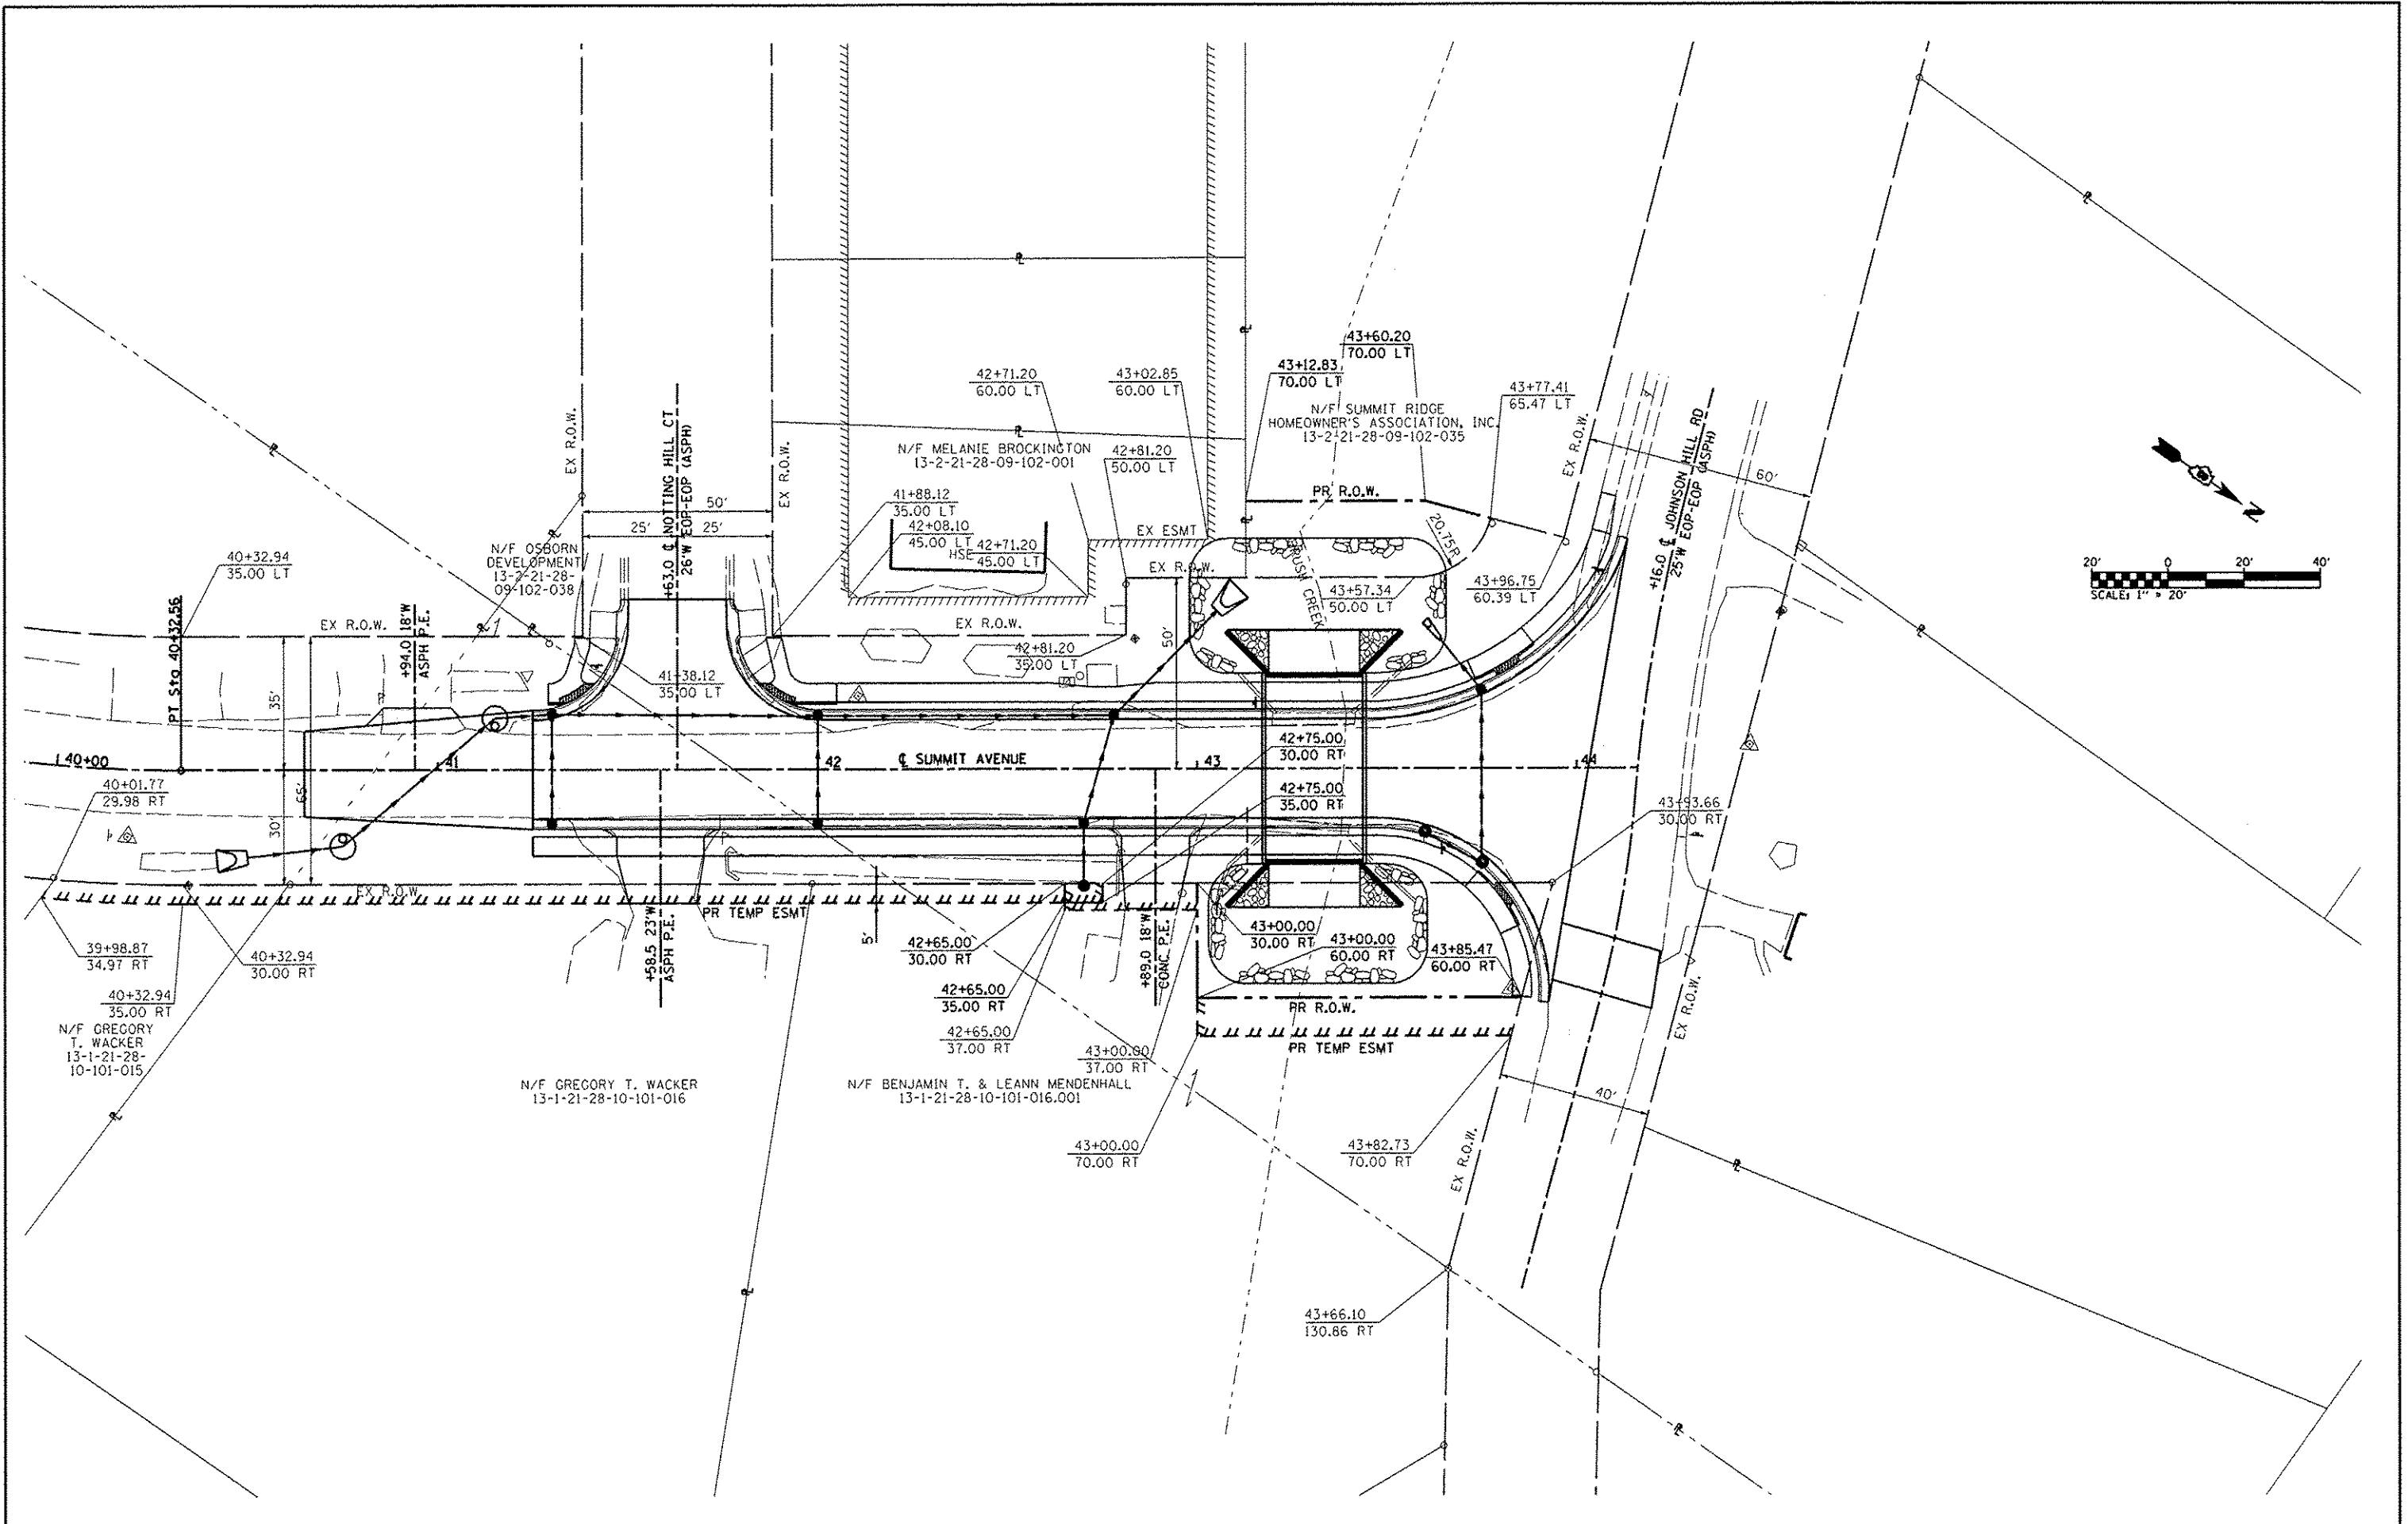 43+60.20
70.00 LT
42+71.20
60.00 LT
43+02.85
60.00 LT
43+12.83
70.00 LT
43+77.41
65.47 LT
N/F SUMMIT RIDGE
HOMEOWNER'S ASSOCIATION, INC.
13-2-21-28-09-102-035
EX R.O.W.
EX R.O.W.
EX R.O.W.
+63.0 ℄ NOTTING HILL CT
26'W EOP-EOP (ASPH)
N/F MELANIE BROCKINGTON
13-2-21-28-09-102-001
42+81.20
50.00 LT
+16.0 ℄ JOHNSON HILL RD
25'W EOP-EOP (ASPH)
60'
N
20'
0
20'
40'
SCALE: 1" = 20'
50'
25'
25'
41+88.12
35.00 LT
42+08.10
45.00 LT
HSE
42+71.20
45.00 LT
PR R.O.W.
20.75'R
EX ESMT
EX R.O.W.
BRUSH CREEK
43+57.34
50.00 LT
43+96.75
60.39 LT
N/F OSBORN
DEVELOPMENT
13-2-21-28-
09-102-038
40+32.94
35.00 LT
PT Sta 40+32.56
+94.0 18'W
ASPH P.E.
EX R.O.W.
EX R.O.W.
42+81.20
35.00 LT
50'
41+38.12
35.00 LT
35'
65'
30'
40+00
41
42
℄ SUMMIT AVENUE
43
44
42+75.00
30.00 RT
42+75.00
35.00 RT
40+01.77
29.98 RT
43+93.66
30.00 RT
EX R.O.W.
PR TEMP ESMT
5'
+58.5 23'W
ASPH P.E.
+89.0 18'W
CONC P.E.
39+98.87
34.97 RT
40+32.94
30.00 RT
40+32.94
35.00 RT
42+65.00
30.00 RT
42+65.00
35.00 RT
42+65.00
37.00 RT
43+00.00
30.00 RT
43+00.00
60.00 RT
43+85.47
60.00 RT
PR R.O.W.
PR TEMP ESMT
43+00.00
37.00 RT
EX R.O.W.
N/F GREGORY
T. WACKER
13-1-21-28-
10-101-015
N/F GREGORY T. WACKER
13-1-21-28-10-101-016
N/F BENJAMIN T. & LEANN MENDENHALL
13-1-21-28-10-101-016.001
40'
43+00.00
70.00 RT
43+82.73
70.00 RT
EX R.O.W.
43+66.10
130.86 RT